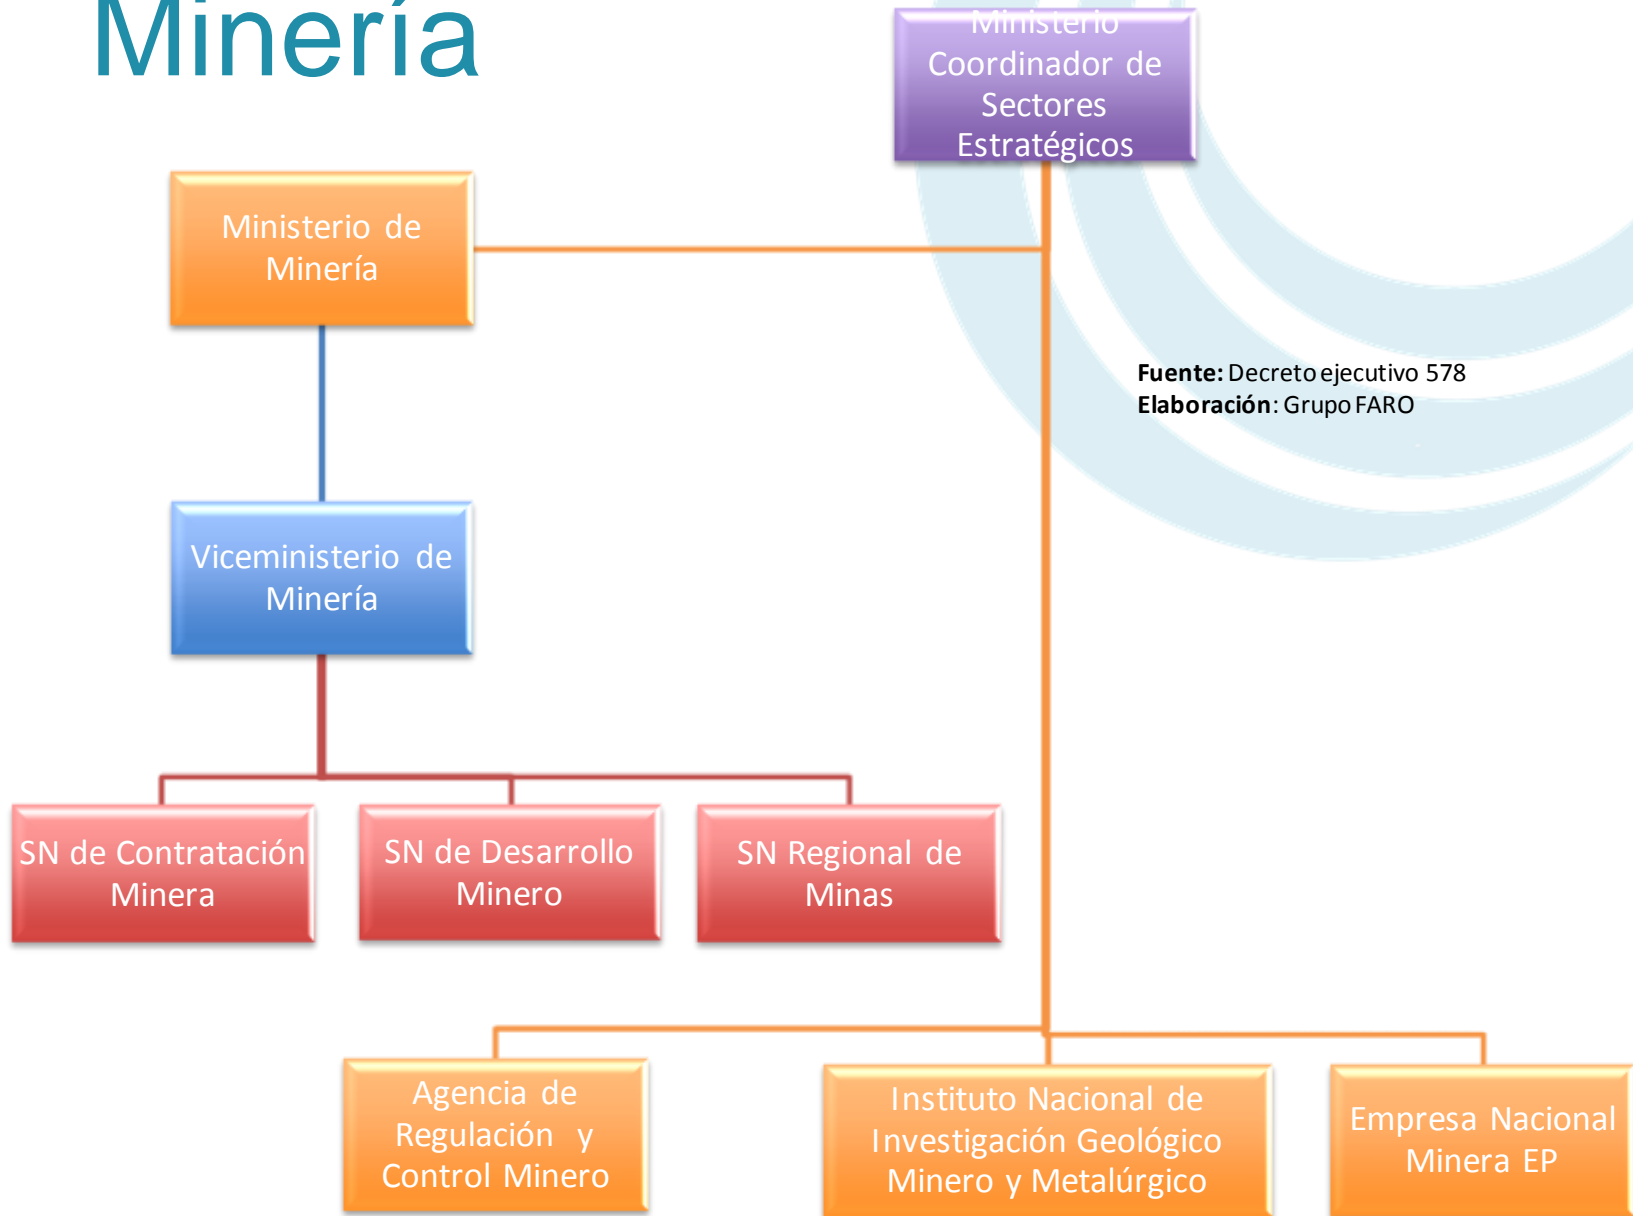 Minería
Ministerio
Coordinador de
Sectores
Estratégicos
Ministerio de
Minería
Fuente: Decreto ejecutivo 578
Elaboración: Grupo FARO
Viceministerio de
Minería
SN de Contratación
Minera
SN de Desarrollo
Minero
SN Regional de
Minas
Agencia de
Regulación y
Control Minero
Instituto Nacional de
Investigación Geológico
Minero y Metalúrgico
Empresa Nacional
Minera EP